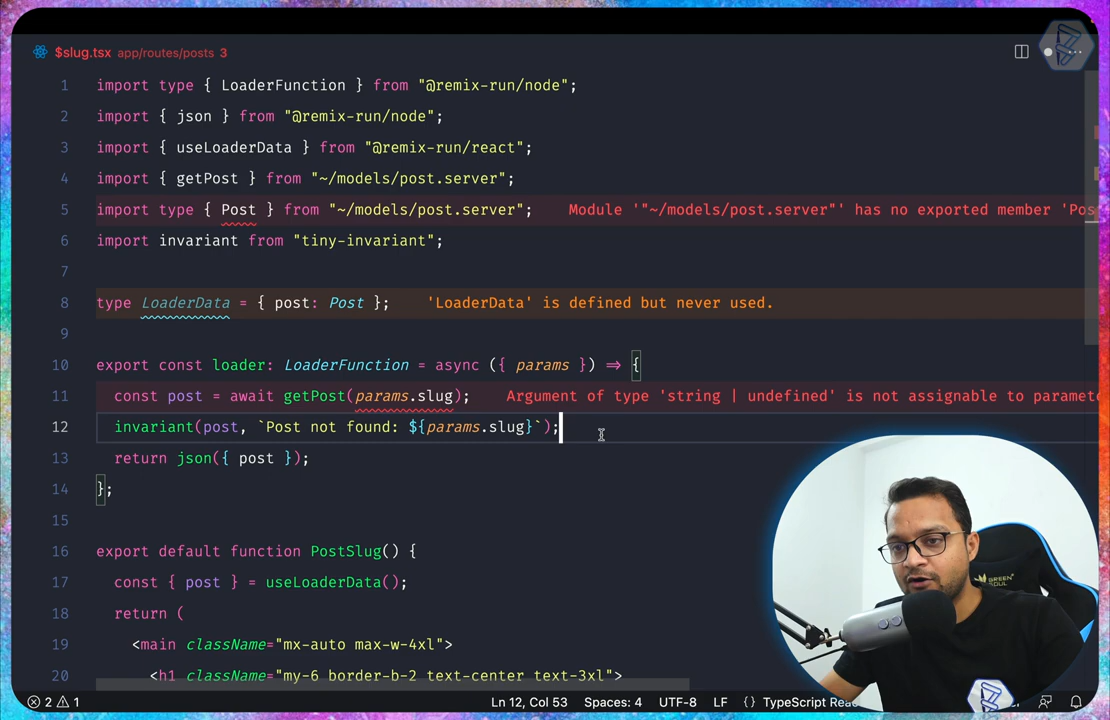 $slug.tsx app/routes/posts 3
1 import type { LoaderFunction } from "@remix-run/node";
2 import { json } from "@remix-run/node";
3 import { useLoaderData } from "@remix-run/react";
4 import { getPost } from "~/models/post.server";
5 import type { Post } from "~/models/post.server"; Module '"~/models/post.server"' has no exported member 'Pos
6 import invariant from "tiny-invariant";
7
8 type LoaderData = { post: Post }; 'LoaderData' is defined but never used.
9
10 export const loader: LoaderFunction = async ({ params }) => {
11 const post = await getPost(params.slug); Argument of type 'string | undefined' is not assignable to paramete
12 invariant(post, `Post not found: ${params.slug}`);
13 return json({ post });
14 };
15
16 export default function PostSlug() {
17 const { post } = useLoaderData();
18 return (
19 <main className="mx-auto max-w-4xl">
20 <h1 className="my-6 border-b-2 text-center text-3xl">
GREEN SOUL
2 1 Ln 12, Col 53 Spaces: 4 UTF-8 LF {} TypeScript Rea